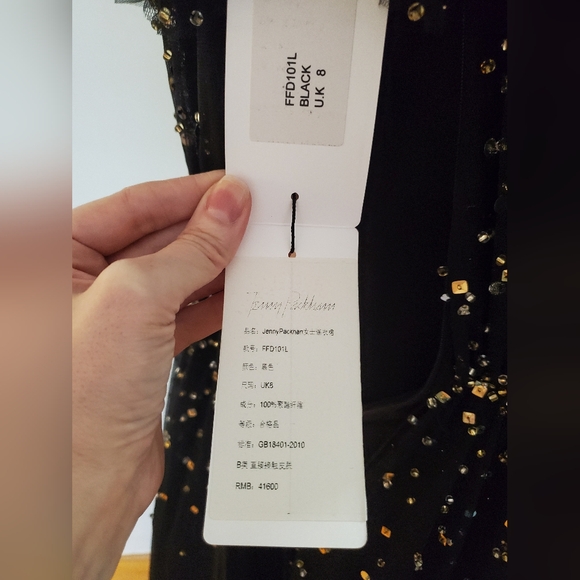 FFD101L
BLACK
U.K 8
Jenny Packham
品名: JennyPackhan女士连衣裙
款号: FFD101L
颜色: 黑色
尺码: UK8
成分: 100%聚酯纤维
等级: 合格品
标准: GB18401-2010
B类 直接接触皮肤
RMB: 41600